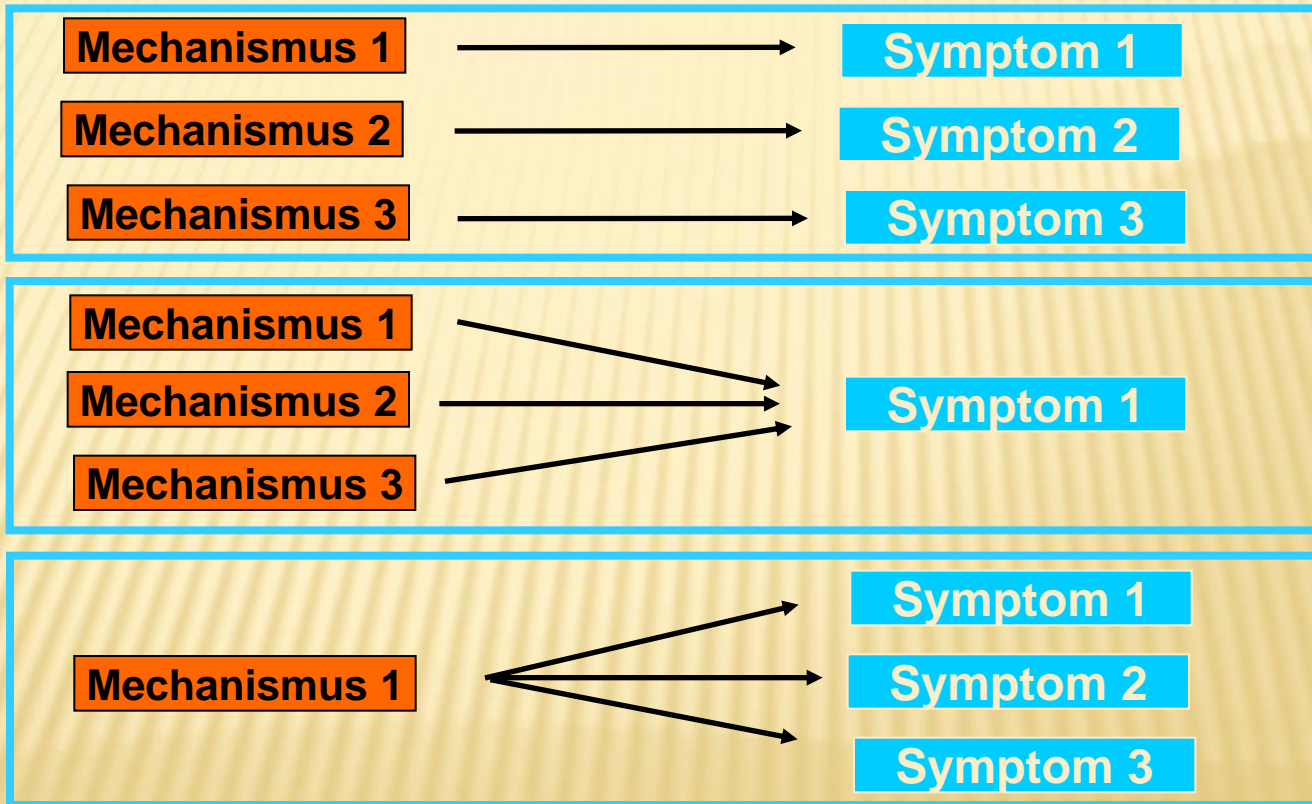 Mechanismus 1 Symptom 1
Mechanismus 2 Symptom 2
Mechanismus 3 Symptom 3
Mechanismus 1
Mechanismus 2 Symptom 1
Mechanismus 3
Symptom 1
Mechanismus 1 Symptom 2
Symptom 3